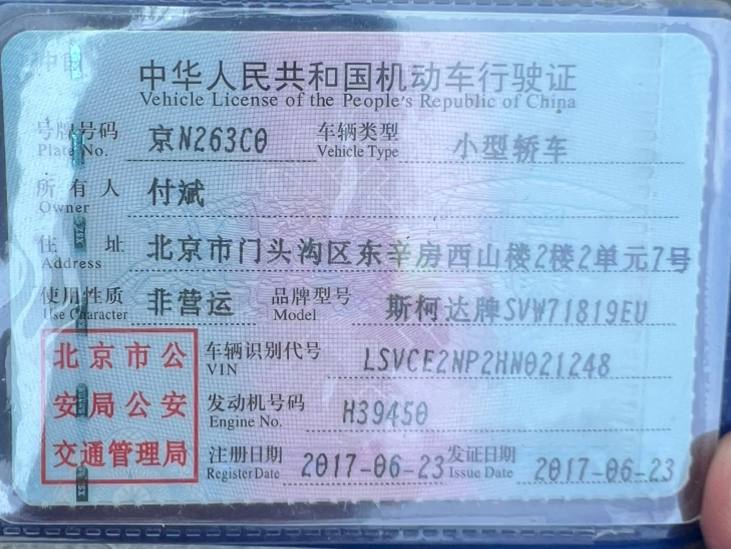 中华人民共和国机动车行驶证
Vehicle License of the People's Republic of China
号牌号码 京N263C0 车辆类型 小型轿车
Plate No. Vehicle Type
所有人 付斌
Owner
住址 北京市门头沟区东辛房西山楼2楼2单元7号
Address
使用性质 非营运 品牌型号 斯柯达牌SVW71819EU
Use Character Model
北京市公 车辆识别代号 LSVCE2NP2HN021248
VIN
安局公安 发动机号码 H39450
Engine No.
交通管理局 注册日期 2017-06-23 发证日期 2017-06-23
Register Date Issue Date